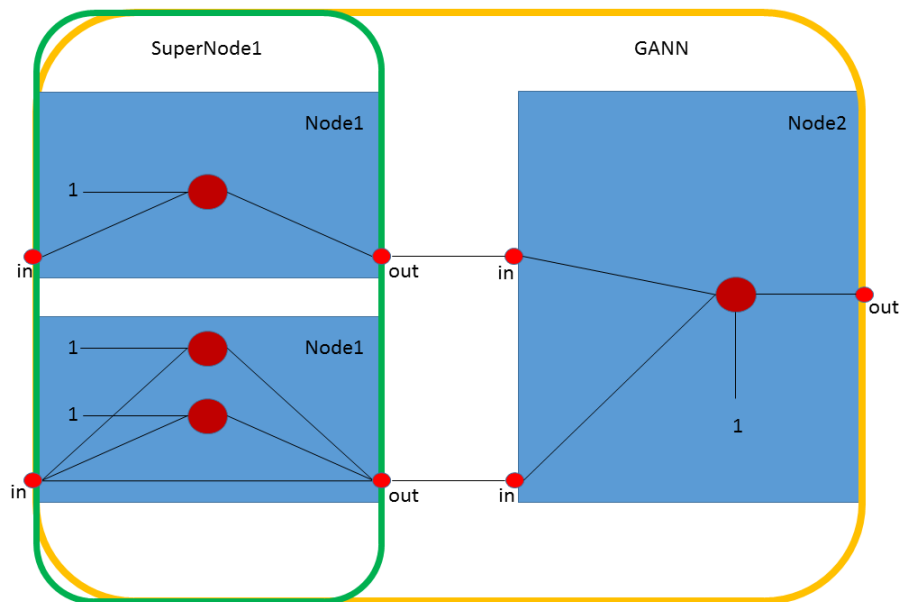 SuperNode1
GANN
Node1
1
in
out
Node1
1
1
in
out
Node2
in
in
1
out